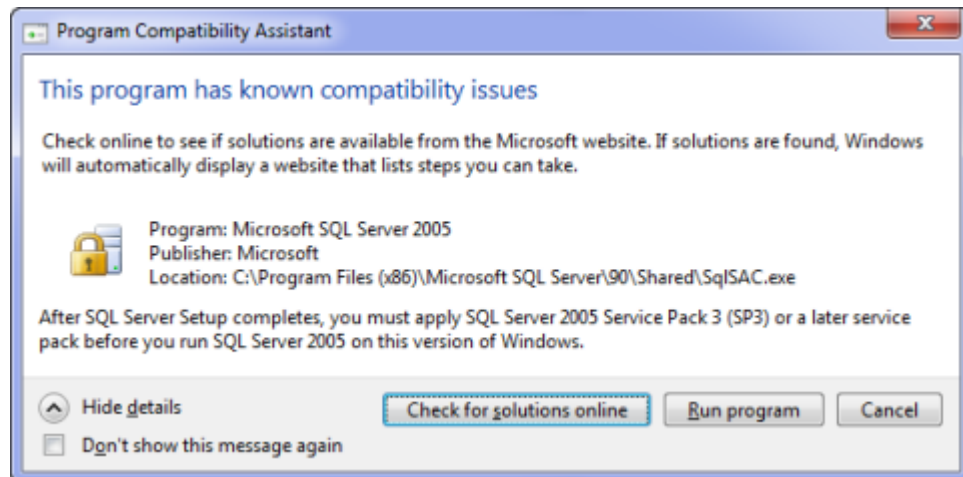 Program Compatibility Assistant
This program has known compatibility issues
Check online to see if solutions are available from the Microsoft website. If solutions are found, Windows
will automatically display a website that lists steps you can take.
Program: Microsoft SQL Server 2005
Publisher: Microsoft
Location: C:\Program Files (x86)\Microsoft SQL Server\90\Shared\SqlSAC.exe
After SQL Server Setup completes, you must apply SQL Server 2005 Service Pack 3 (SP3) or a later service
pack before you run SQL Server 2005 on this version of Windows.
Hide details Check for solutions online Run program Cancel
Don't show this message again